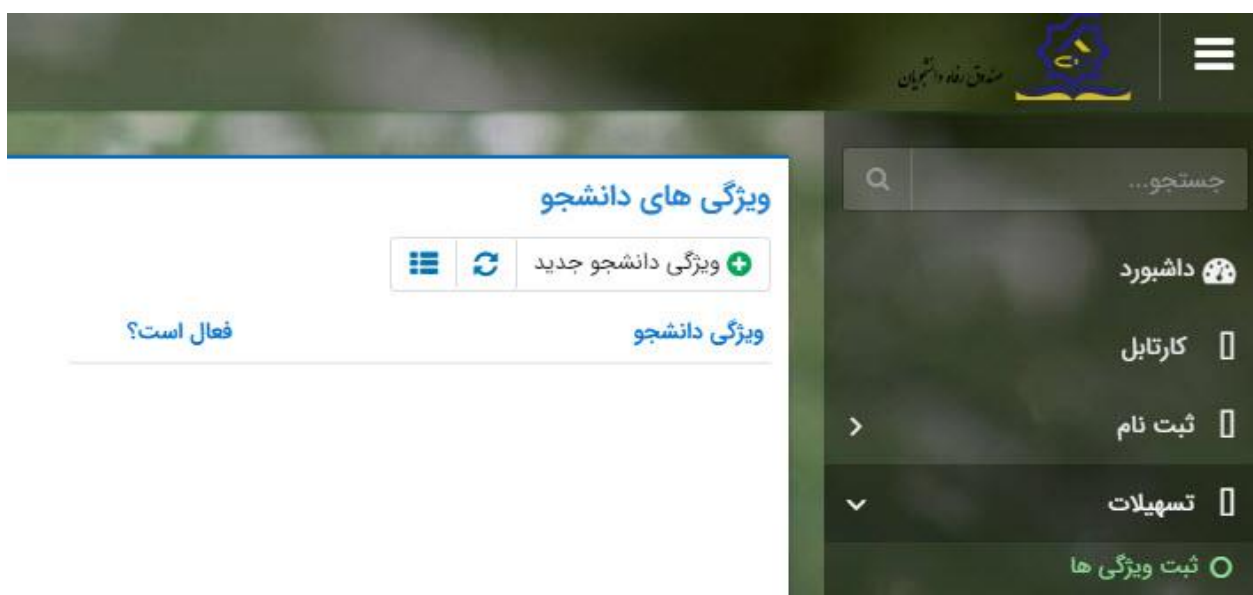 صندوق رفاه دانشجویان
جستجو...
داشبورد
کارتابل
ثبت نام
تسهیلات
ثبت ویژگی ها
ویژگی های دانشجو
ویژگی دانشجو جدید
ویژگی دانشجو فعال است؟